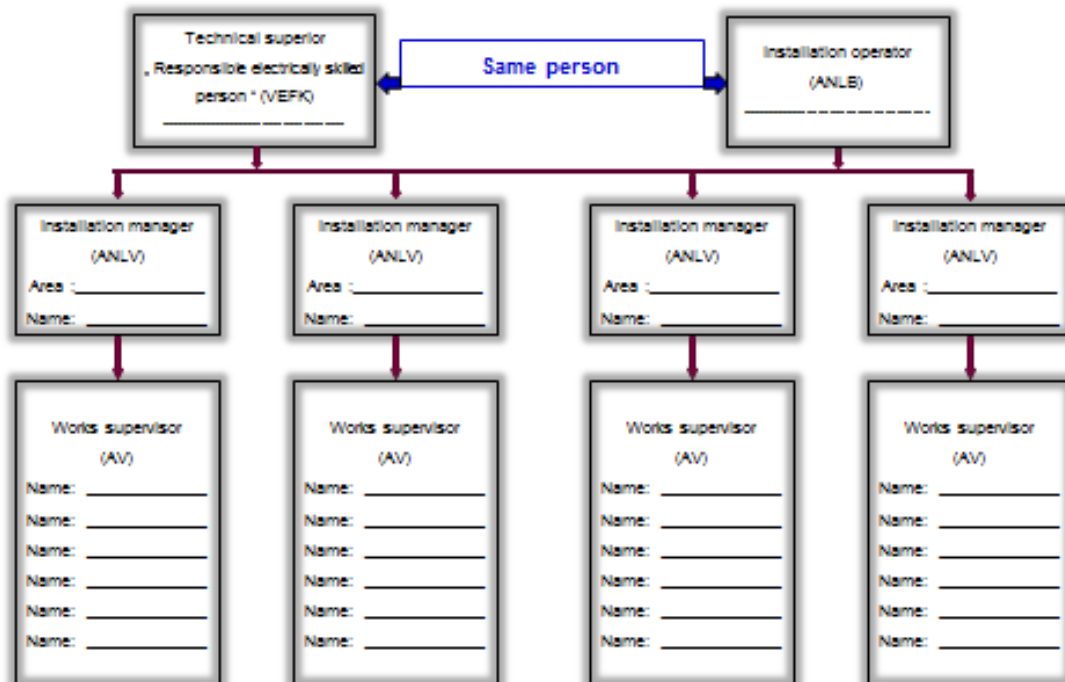 Technical superior
„ Responsible electrically skilled
person “ (VEFK)
Same person
Installation operator
(ANLB)
Installation manager
(ANLV)
Area :
Name:
Installation manager
(ANLV)
Area :
Name:
Installation manager
(ANLV)
Area :
Name:
Installation manager
(ANLV)
Area :
Name:
Works supervisor
(AV)
Name:
Name:
Name:
Name:
Name:
Name:
Works supervisor
(AV)
Name:
Name:
Name:
Name:
Name:
Name:
Works supervisor
(AV)
Name:
Name:
Name:
Name:
Name:
Name:
Works supervisor
(AV)
Name:
Name:
Name:
Name:
Name:
Name: